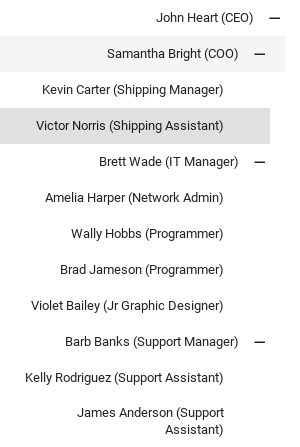 John Heart (CEO)
Samantha Bright (COO)
Kevin Carter (Shipping Manager)
Victor Norris (Shipping Assistant)
Brett Wade (IT Manager)
Amelia Harper (Network Admin)
Wally Hobbs (Programmer)
Brad Jameson (Programmer)
Violet Bailey (Jr Graphic Designer)
Barb Banks (Support Manager)
Kelly Rodriguez (Support Assistant)
James Anderson (Support
Assistant)